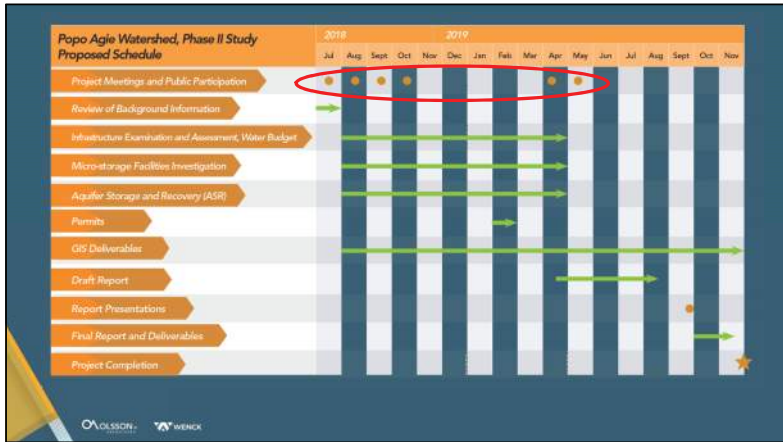 Popo Agie Watershed, Phase II Study
Proposed Schedule
2018 2019
Jul Aug Sept Oct Nov Dec Jan Feb Mar Apr May Jun Jul Aug Sept Oct Nov
Project Meetings and Public Participation
Review of Background Information
Infrastructure Examination and Assessment, Water Budget
Micro-storage Facilities Investigation
Aquifer Storage and Recovery (ASR)
Permits
GIS Deliverables
Draft Report
Report Presentations
Final Report and Deliverables
Project Completion
OLSSON WENCK